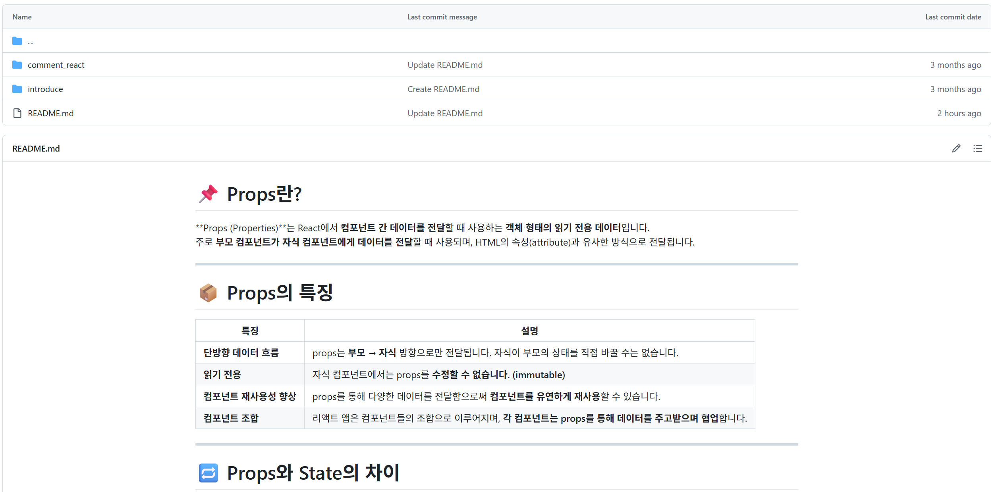 Name Last commit message Last commit date
..
comment_react Update README.md 3 months ago
introduce Create README.md 3 months ago
README.md Update README.md 2 hours ago
README.md
📌 Props란?
**Props (Properties)**는 React에서 컴포넌트 간 데이터를 전달할 때 사용하는 객체 형태의 읽기 전용 데이터입니다.
주로 부모 컴포넌트가 자식 컴포넌트에게 데이터를 전달할 때 사용되며, HTML의 속성(attribute)과 유사한 방식으로 전달됩니다.
📦 Props의 특징
특징 설명
단방향 데이터 흐름 props는 부모 → 자식 방향으로만 전달됩니다. 자식이 부모의 상태를 직접 바꿀 수는 없습니다.
읽기 전용 자식 컴포넌트에서는 props를 수정할 수 없습니다. (immutable)
컴포넌트 재사용성 향상 props를 통해 다양한 데이터를 전달함으로써 컴포넌트를 유연하게 재사용할 수 있습니다.
컴포넌트 조합 리액트 앱은 컴포넌트들의 조합으로 이루어지며, 각 컴포넌트는 props를 통해 데이터를 주고받으며 협업합니다.
🔁 Props와 State의 차이